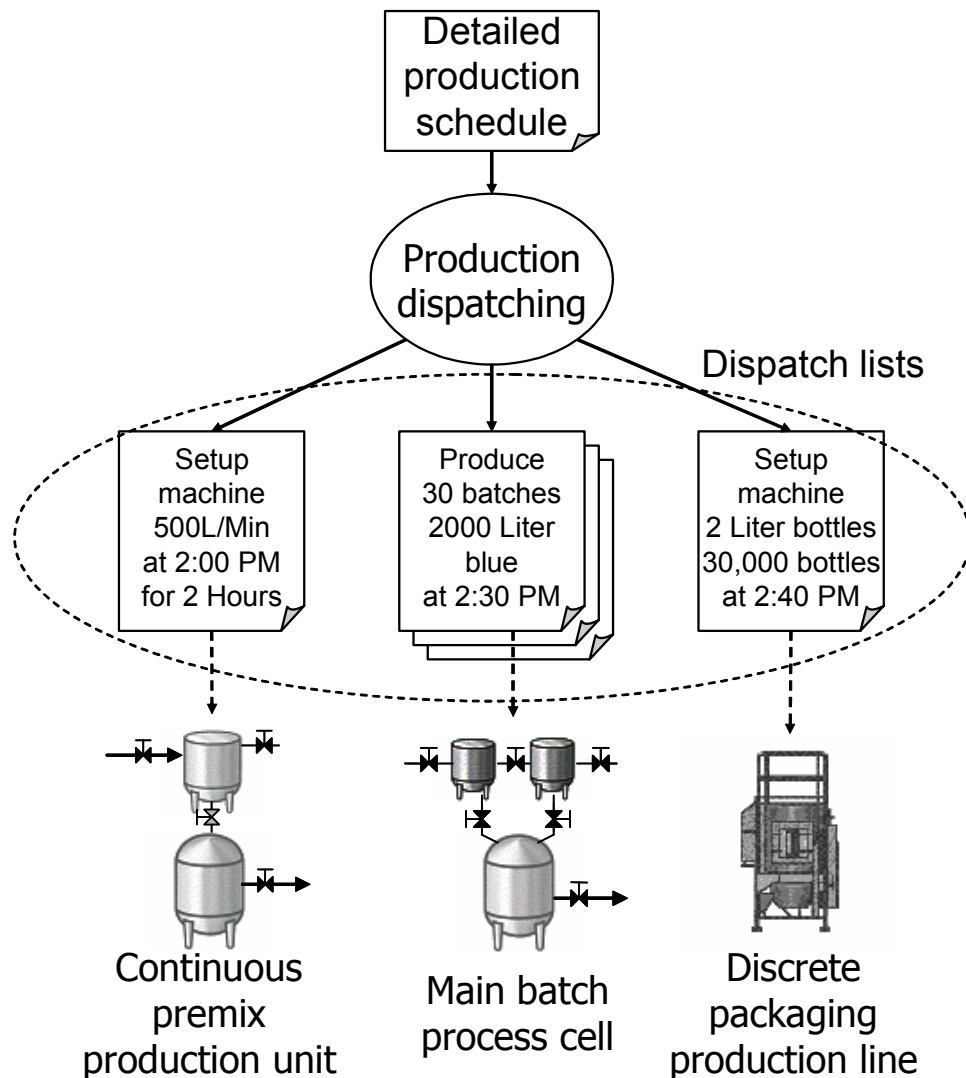 Detailed
production
schedule
Production
dispatching
Dispatch lists
Setup
machine
500L/Min
at 2:00 PM
for 2 Hours
Produce
30 batches
2000 Liter
blue
at 2:30 PM
Setup
machine
2 Liter bottles
30,000 bottles
at 2:40 PM
Continuous
premix
production unit
Main batch
process cell
Discrete
packaging
production line